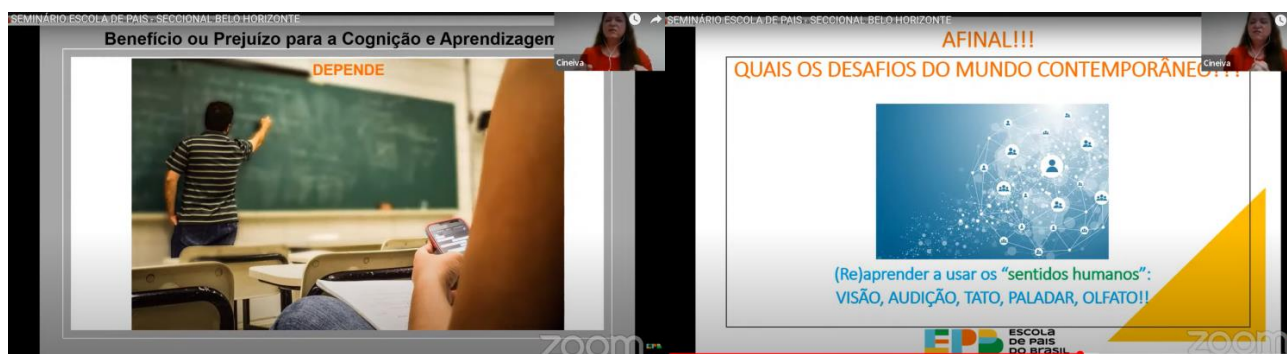 SEMINÁRIO ESCOLA DE PAIS - SECCIONAL BELO HORIZONTE
Benefício ou Prejuízo para a Cognição e Aprendizagem
Cineiva
DEPENDE
zoom
EPB
SEMINÁRIO ESCOLA DE PAIS - SECCIONAL BELO HORIZONTE
AFINAL!!!
Cineiva
QUAIS OS DESAFIOS DO MUNDO CONTEMPORÂNEO???
(Re)aprender a usar os “sentidos humanos”:
VISÃO, AUDIÇÃO, TATO, PALADAR, OLFATO!!
EPB
ESCOLA
DE PAIS
DO BRASIL
zoom